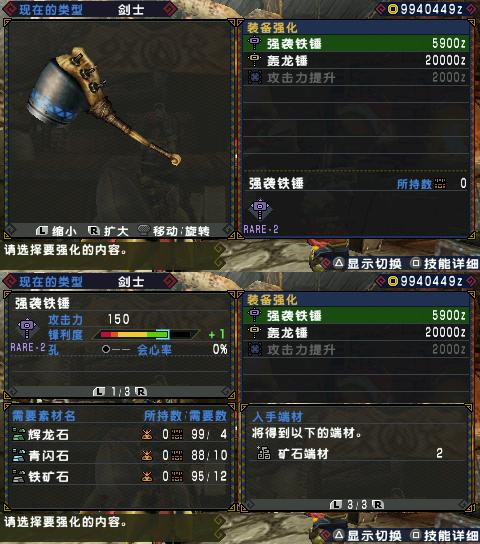 现在的类型 剑士
9940449z
装备强化
强袭铁锤 5900z
轰龙锤 20000z
攻击力提升 2000z
强袭铁锤 所持数 0
RARE-2
L 缩小 R 扩大 移动/旋转
请选择要强化的内容。
△显示切换 □技能详细
现在的类型 剑士
9940449z
强袭铁锤
攻击力 150
锋利度 +1
RARE-2 孔 ●ーー 会心率 0%
L 1/3 R
装备强化
强袭铁锤 5900z
轰龙锤 20000z
攻击力提升 2000z
需要素材名 所持数/需要数
辉龙石 0 99/ 4
青闪石 0 88/10
铁矿石 0 95/12
入手端材
将得到以下的端材。
矿石端材 2
L 3/3 R
请选择要强化的内容。
△显示切换 □技能详细